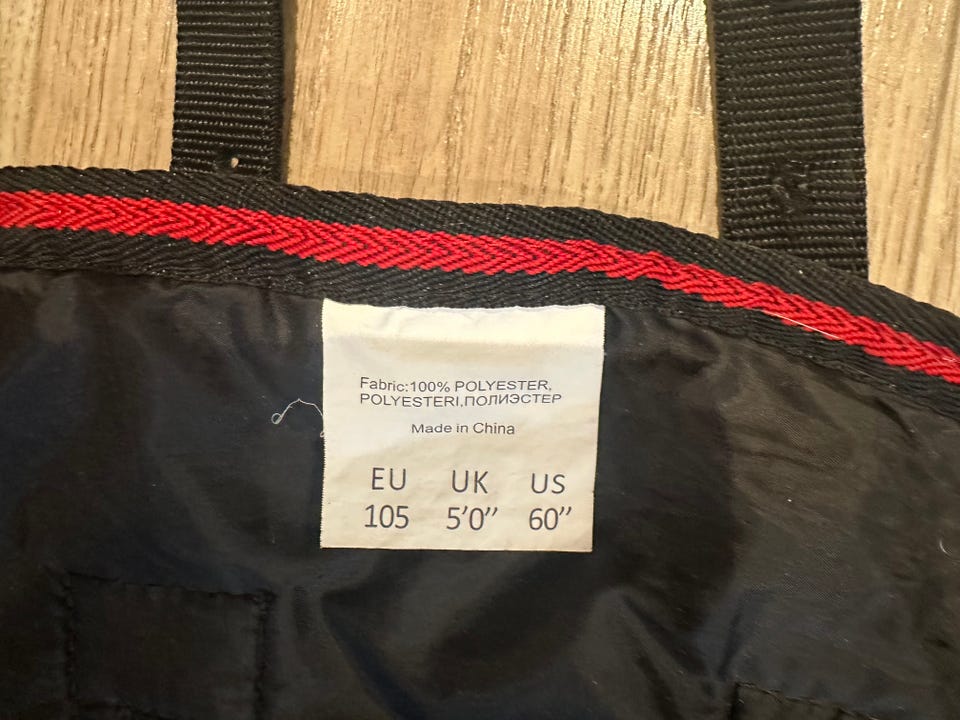 Fabric:100% POLYESTER,
POLYESTERI,ПОЛИЭСТЕР
Made in China
EU UK US
105 5'0'' 60''